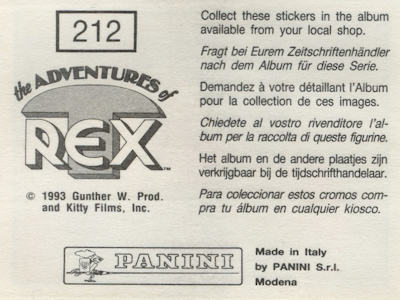 212
the ADVENTURES of
T
REX™
© 1993 Gunther W. Prod.
and Kitty Films, Inc.
Collect these stickers in the album
available from your local shop.
Fragt bei Eurem Zeitschriftenhändler
nach dem Album für diese Serie.
Demandez à votre détaillant l'Album
pour la collection de ces images.
Chiedete al vostro rivenditore l'al-
bum per la raccolta di queste figurine.
Het album en de andere plaatjes zijn
verkrijgbaar bij de tijdschrifthandelaar.
Para coleccionar estos cromos com-
pra tu álbum en cualquier kiosco.
PANINI
Made in Italy
by PANINI S.r.l.
Modena